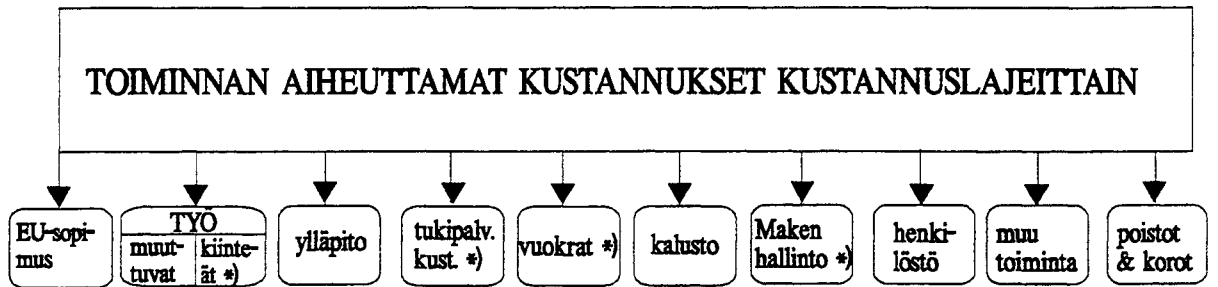 TOIMINNAN AIHEUTTAMAT KUSTANNUKSET KUSTANNUSLAJEITTAIN
EU-sopi-
mus
TYÖ
muut-
tuvat
kiinte-
ät *)
ylläpito
tukipalv.
kust. *)
vuokrat *)
kalusto
Maken
hallinto *)
henki-
löstö
muu
toiminta
poistot
& korot